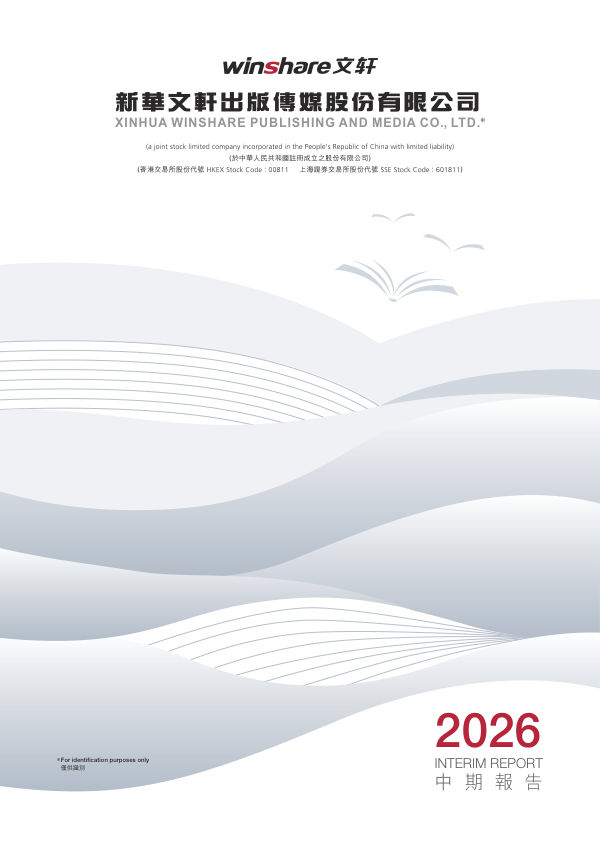 winshare文轩
新華文軒出版傳媒股份有限公司
XINHUA WINSHARE PUBLISHING AND MEDIA CO., LTD.*
(a joint stock limited company incorporated in the People's Republic of China with limited liability)
(於中華人民共和國註冊成立之股份有限公司)
(香港交易所股份代號 HKEX Stock Code : 00811 上海證券交易所股份代號 SSE Stock Code : 601811)
2026
INTERIM REPORT
中期報告
* For identification purposes only
僅供識別